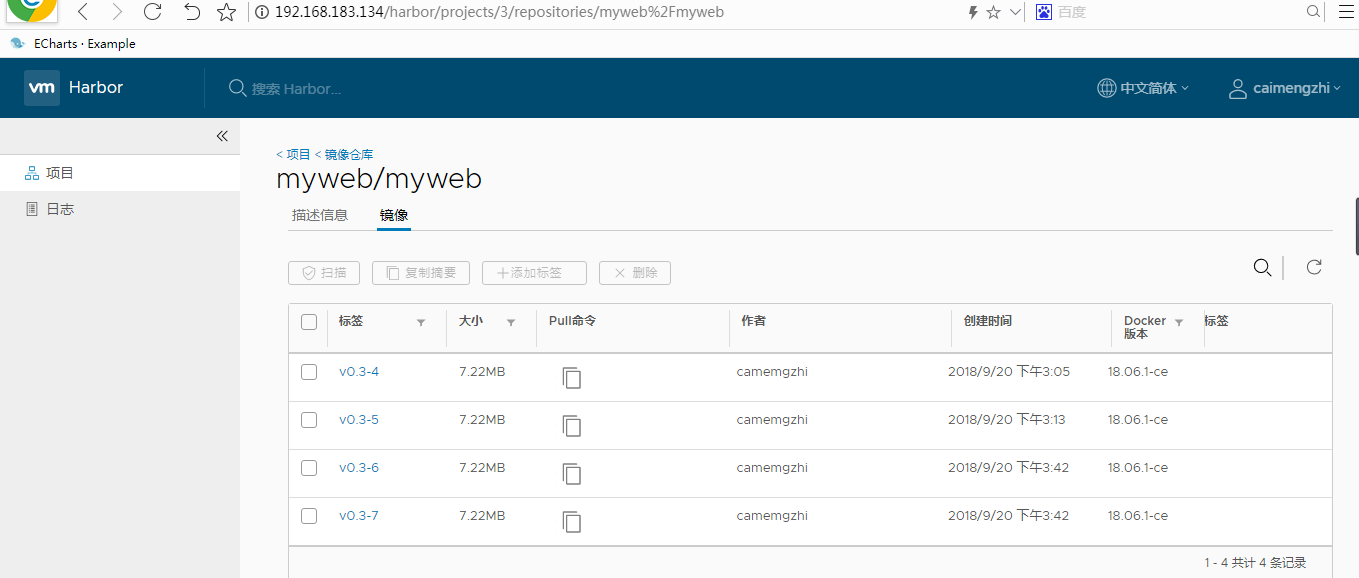 192.168.183.134/harbor/projects/3/repositories/myweb%2Fmyweb
百度
ECharts · Example
vm Harbor
搜索 Harbor...
中文简体
caimengzhi
项目
日志
< 项目 < 镜像仓库
myweb/myweb
描述信息 镜像
扫描 复制摘要 添加标签 删除
标签 大小 Pull命令 作者 创建时间 Docker 版本 标签
v0.3-4 7.22MB camemgzhi 2018/9/20 下午3:05 18.06.1-ce
v0.3-5 7.22MB camemgzhi 2018/9/20 下午3:13 18.06.1-ce
v0.3-6 7.22MB camemgzhi 2018/9/20 下午3:42 18.06.1-ce
v0.3-7 7.22MB camemgzhi 2018/9/20 下午3:42 18.06.1-ce
1 - 4 共计 4 条记录